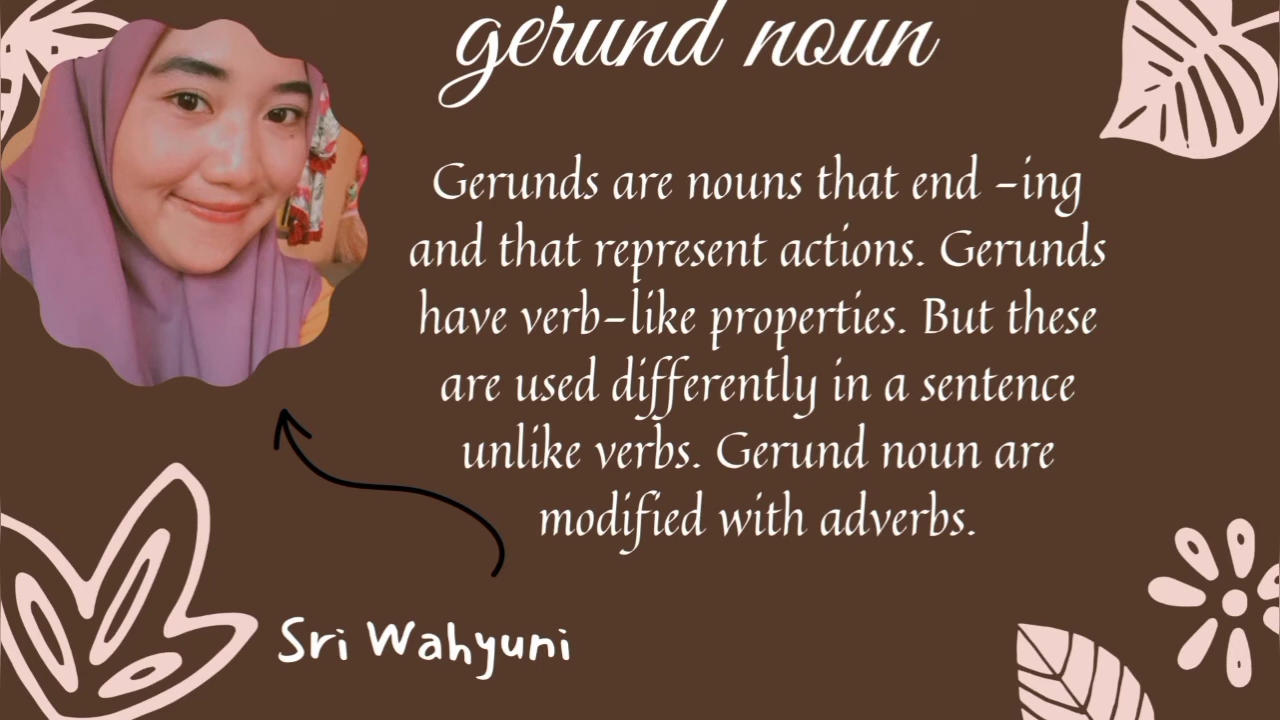 gerund noun
Gerunds are nouns that end -ing
and that represent actions. Gerunds
have verb-like properties. But these
are used differently in a sentence
unlike verbs. Gerund noun are
modified with adverbs.
Sri Wahyuni